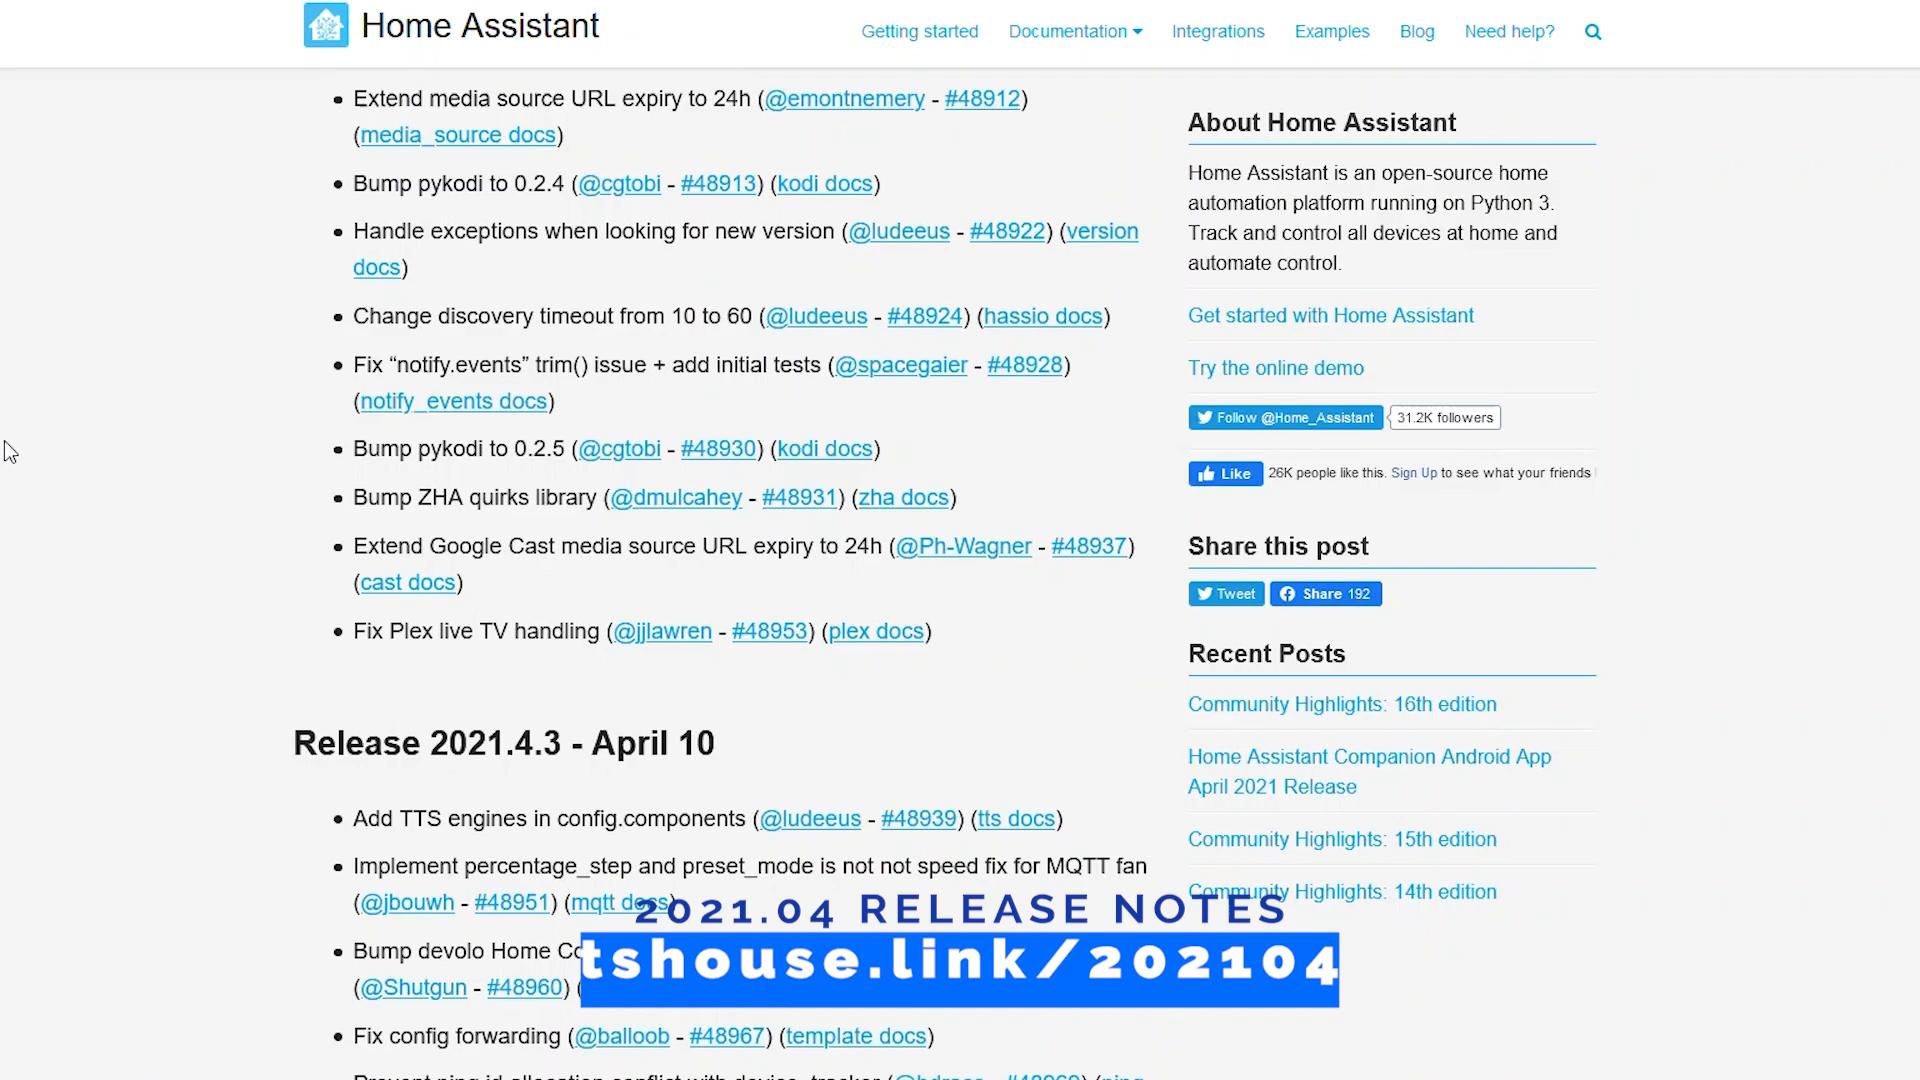 Home Assistant
Getting started Documentation Integrations Examples Blog Need help?
Extend media source URL expiry to 24h (@emontnemery - #48912)
(media_source docs)
Bump pykodi to 0.2.4 (@cgtobi - #48913) (kodi docs)
Handle exceptions when looking for new version (@ludeeus - #48922) (version
docs)
Change discovery timeout from 10 to 60 (@ludeeus - #48924) (hassio docs)
Fix “notify.events” trim() issue + add initial tests (@spacegaier - #48928)
(notify_events docs)
Bump pykodi to 0.2.5 (@cgtobi - #48930) (kodi docs)
Bump ZHA quirks library (@dmulcahey - #48931) (zha docs)
Extend Google Cast media source URL expiry to 24h (@Ph-Wagner - #48937)
(cast docs)
Fix Plex live TV handling (@jjlawren - #48953) (plex docs)
Release 2021.4.3 - April 10
Add TTS engines in config.components (@ludeeus - #48939) (tts docs)
Implement percentage_step and preset_mode is not not speed fix for MQTT fan
(@jbouwh - #48951) (mqtt docs)
Bump devolo Home
(@Shutgun - #48960) (
Fix config forwarding (@balloob - #48967) (template docs)
About Home Assistant
Home Assistant is an open-source home
automation platform running on Python 3.
Track and control all devices at home and
automate control.
Get started with Home Assistant
Try the online demo
Follow @Home_Assistant 31.2K followers
Like 26K people like this. Sign Up to see what your friends
Share this post
Tweet Share 192
Recent Posts
Community Highlights: 16th edition
Home Assistant Companion Android App
April 2021 Release
Community Highlights: 15th edition
Community Highlights: 14th edition
2021.04 RELEASE NOTES
tshouse.link/202104